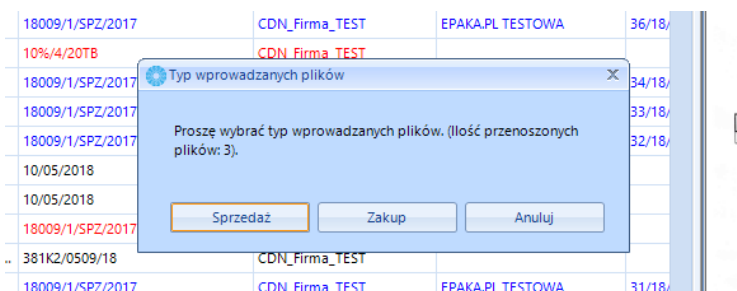 18009/1/SPZ/2017 CDN_Firma_TEST EPAKA.PL TESTOWA 36/18/
10%/4/20TB CDN_Firma_TEST
Typ wprowadzanych plików X
18009/1/SPZ/2017 34/18/
18009/1/SPZ/2017 33/18/
Proszę wybrać typ wprowadzanych plików. (Ilość przenoszonych
plików: 3).
18009/1/SPZ/2017 32/18/
10/05/2018
10/05/2018
Sprzedaż Zakup Anuluj
18009/1/SPZ/2017
.. 381K2/0509/18 CDN_Firma_TEST
18009/1/SPZ/2017 CDN_Firma_TEST EPAKA.PL TESTOWA 31/18/